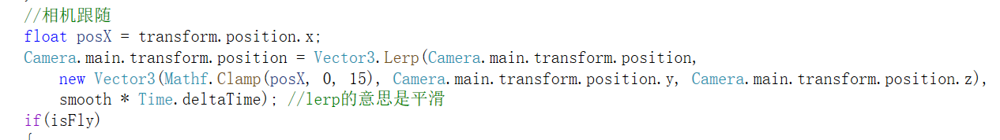 //相机跟随
float posX = transform.position.x;
Camera.main.transform.position = Vector3.Lerp(Camera.main.transform.position,
new Vector3(Mathf.Clamp(posX, 0, 15), Camera.main.transform.position.y, Camera.main.transform.position.z),
smooth * Time.deltaTime); //lerp的意思是平滑
if(isFly)